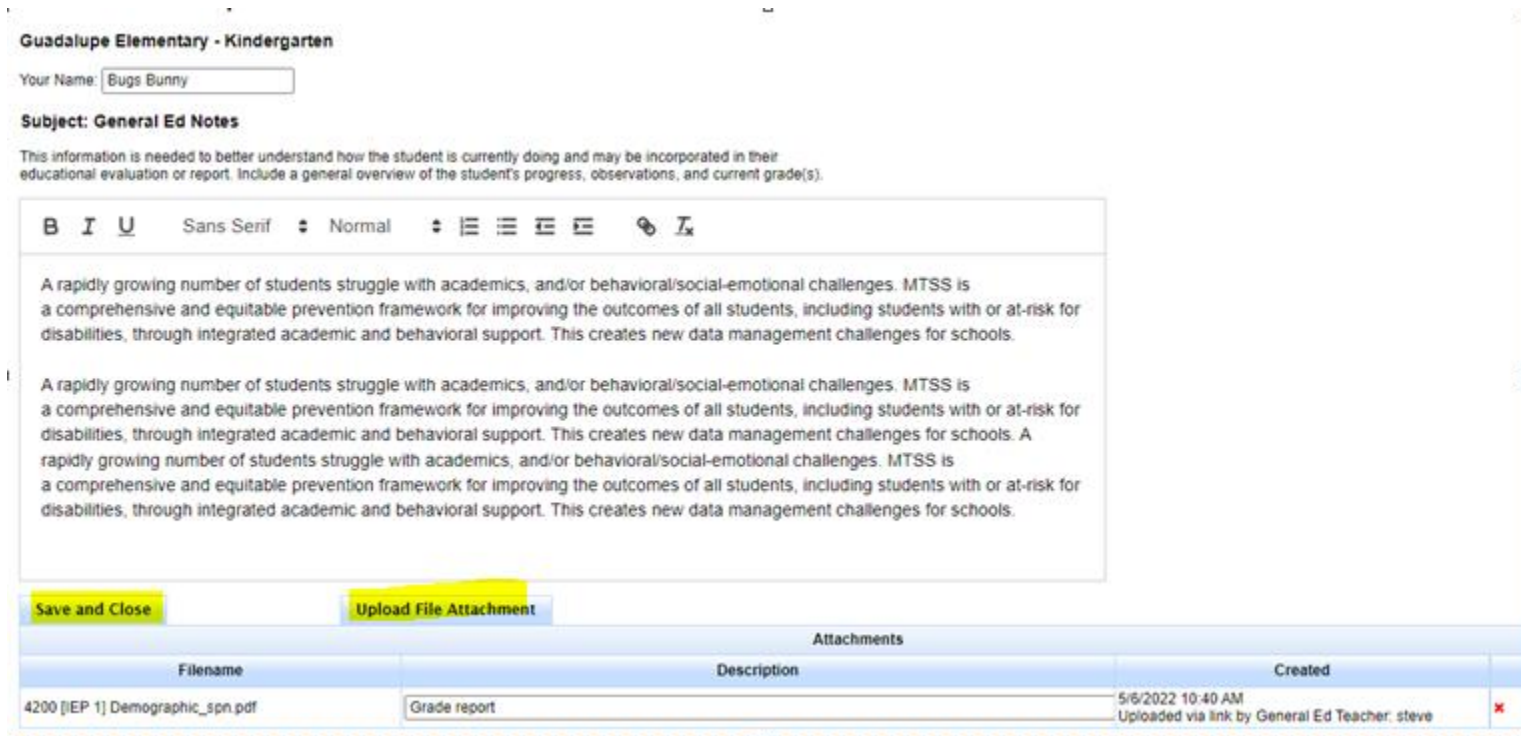 Guadalupe Elementary - Kindergarten
Your Name: Bugs Bunny
Subject: General Ed Notes
This information is needed to better understand how the student is currently doing and may be incorporated in their
educational evaluation or report. Include a general overview of the student's progress, observations, and current grade(s).
B I U Sans Serif Normal
A rapidly growing number of students struggle with academics, and/or behavioral/social-emotional challenges. MTSS is
a comprehensive and equitable prevention framework for improving the outcomes of all students, including students with or at-risk for
disabilities, through integrated academic and behavioral support. This creates new data management challenges for schools.
A rapidly growing number of students struggle with academics, and/or behavioral/social-emotional challenges. MTSS is
a comprehensive and equitable prevention framework for improving the outcomes of all students, including students with or at-risk for
disabilities, through integrated academic and behavioral support. This creates new data management challenges for schools. A
rapidly growing number of students struggle with academics, and/or behavioral/social-emotional challenges. MTSS is
a comprehensive and equitable prevention framework for improving the outcomes of all students, including students with or at-risk for
disabilities, through integrated academic and behavioral support. This creates new data management challenges for schools.
Save and Close Upload File Attachment
Attachments
Filename Description Created
4200 [IEP 1] Demographic_spn.pdf Grade report 5/6/2022 10:40 AM
Uploaded via link by General Ed Teacher: steve